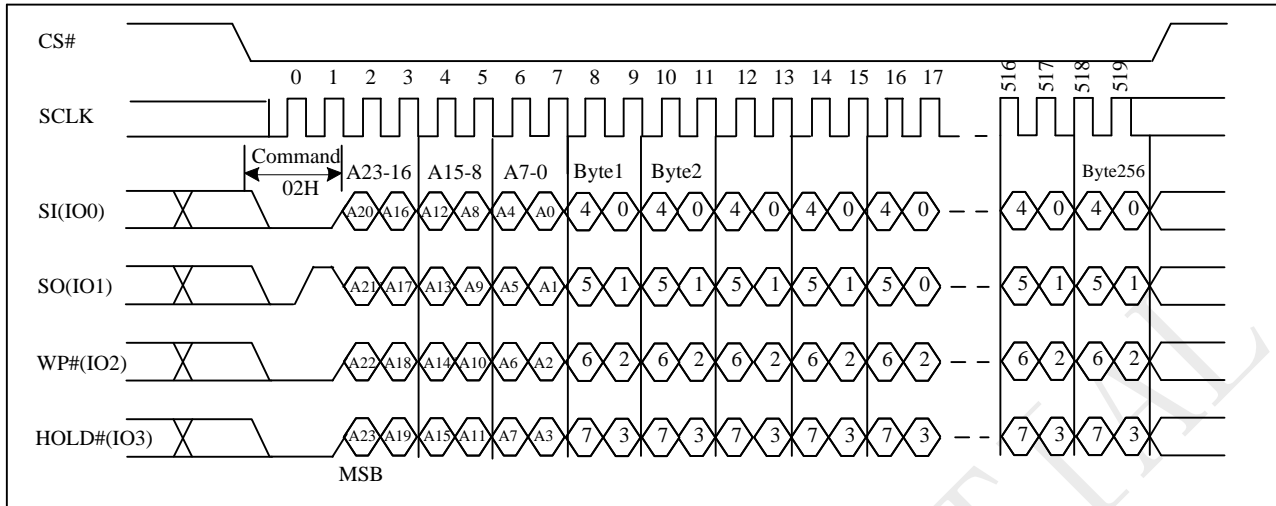 CS#
0 1 2 3 4 5 6 7 8 9 10 11 12 13 14 15 16 17 516 517 518 519
SCLK
Command
02H
A23-16 A15-8 A7-0 Byte1 Byte2 Byte256
SI(IO0) A20 A16 A12 A8 A4 A0 4 0 4 0 4 0 4 0 4 0 4 0 4 0
SO(IO1) A21 A17 A13 A9 A5 A1 5 1 5 1 5 1 5 1 5 0 5 1 5 1
WP#(IO2) A22 A18 A14 A10 A6 A2 6 2 6 2 6 2 6 2 6 2 6 2 6 2
HOLD#(IO3) A23 A19 A15 A11 A7 A3 7 3 7 3 7 3 7 3 7 3 7 3 7 3
MSB